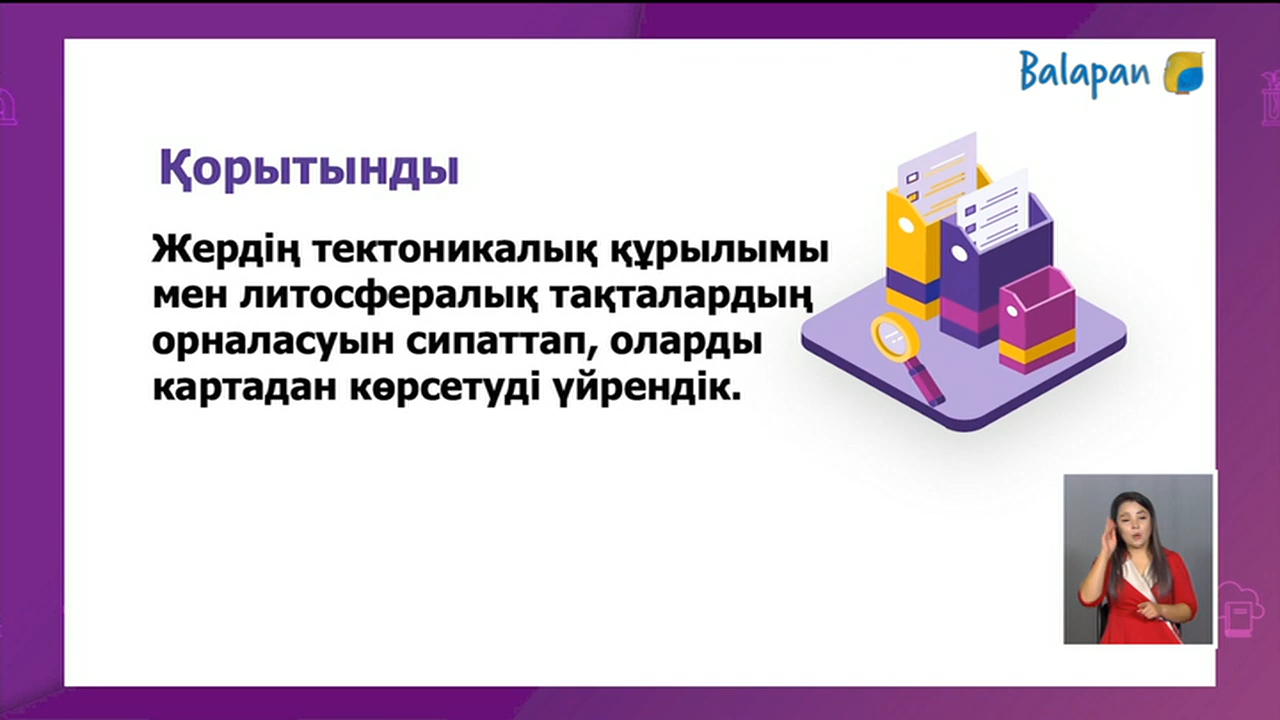 Balapan
Қорытынды
Жердің тектоникалық құрылымы
мен литосфералық тақталардың
орналасуын сипаттап, оларды
картадан көрсетуді үйрендік.